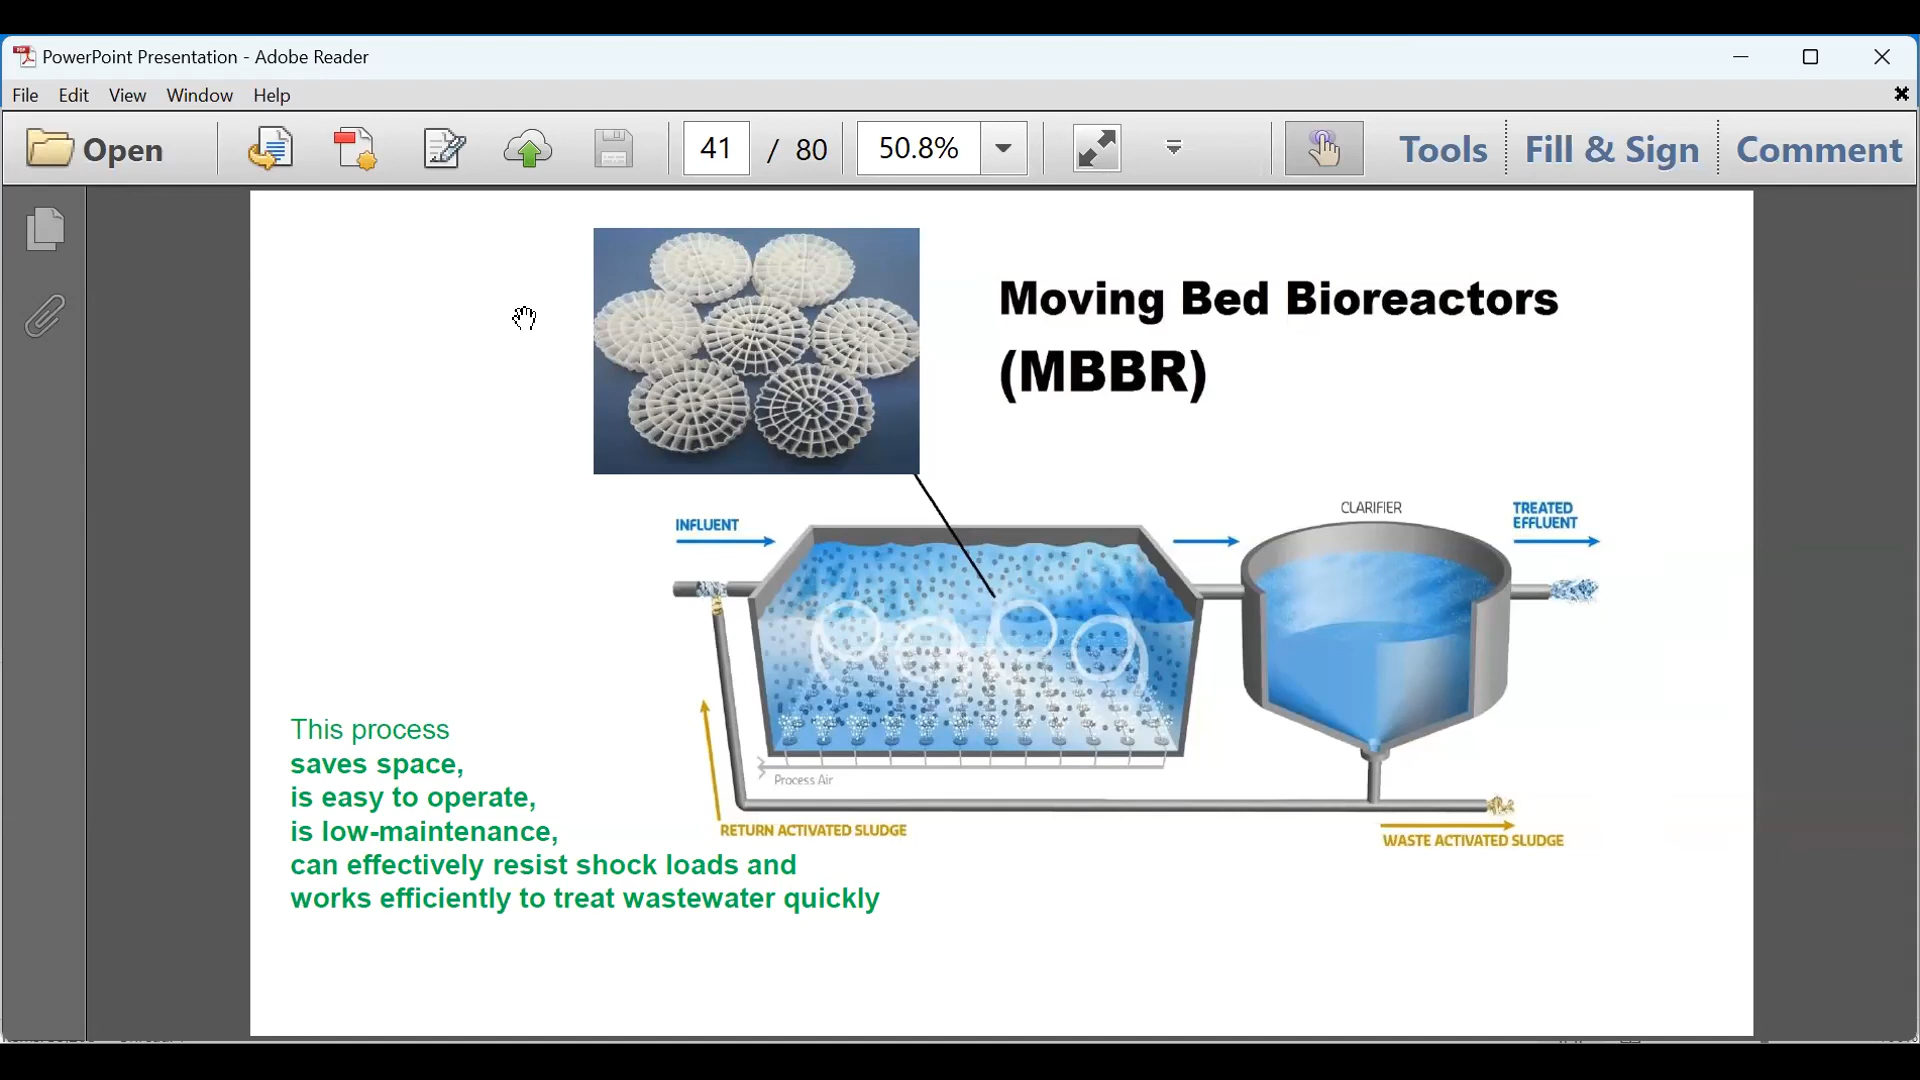 PowerPoint Presentation - Adobe Reader
File Edit View Window Help
Open 41 / 80 50.8% Tools Fill & Sign Comment
Moving Bed Bioreactors
(MBBR)
INFLUENT
CLARIFIER
TREATED
EFFLUENT
Process Air
RETURN ACTIVATED SLUDGE
WASTE ACTIVATED SLUDGE
This process
saves space,
is easy to operate,
is low-maintenance,
can effectively resist shock loads and
works efficiently to treat wastewater quickly